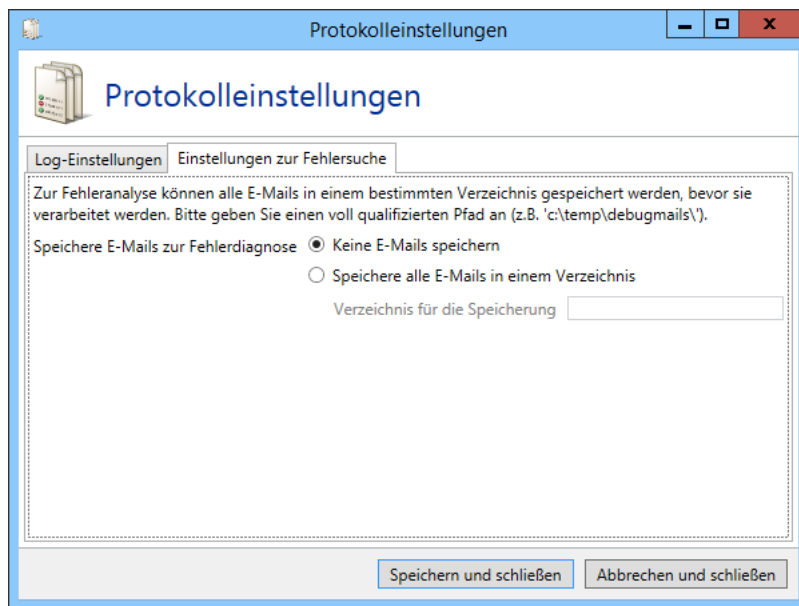 Protokolleinstellungen
Protokolleinstellungen
Log-Einstellungen
Einstellungen zur Fehlersuche
Zur Fehleranalyse können alle E-Mails in einem bestimmten Verzeichnis gespeichert werden, bevor sie
verarbeitet werden. Bitte geben Sie einen voll qualifizierten Pfad an (z.B. 'c:\temp\debugmails\').
Speichere E-Mails zur Fehlerdiagnose
Keine E-Mails speichern
Speichere alle E-Mails in einem Verzeichnis
Verzeichnis für die Speicherung
Speichern und schließen
Abbrechen und schließen